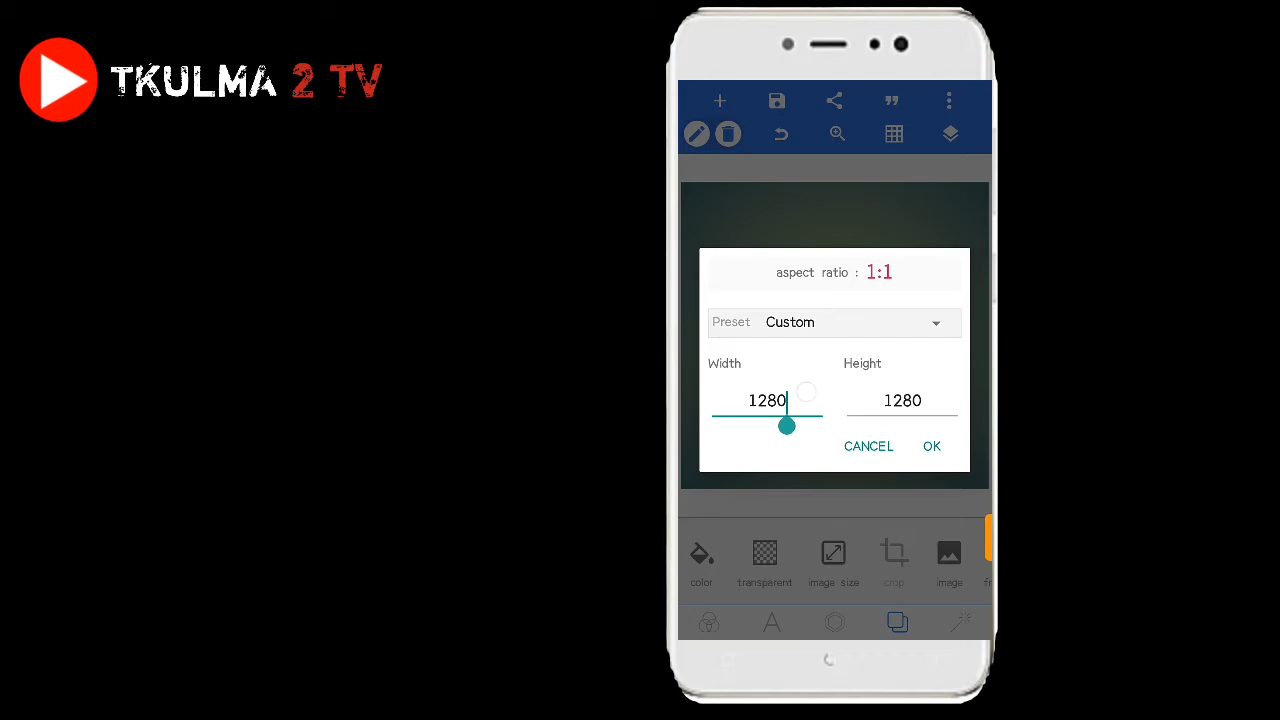 TKULMA 2 TV
aspect ratio : 1:1
Preset Custom
Width Height
1280 1280
CANCEL OK
color transparent image size crop image